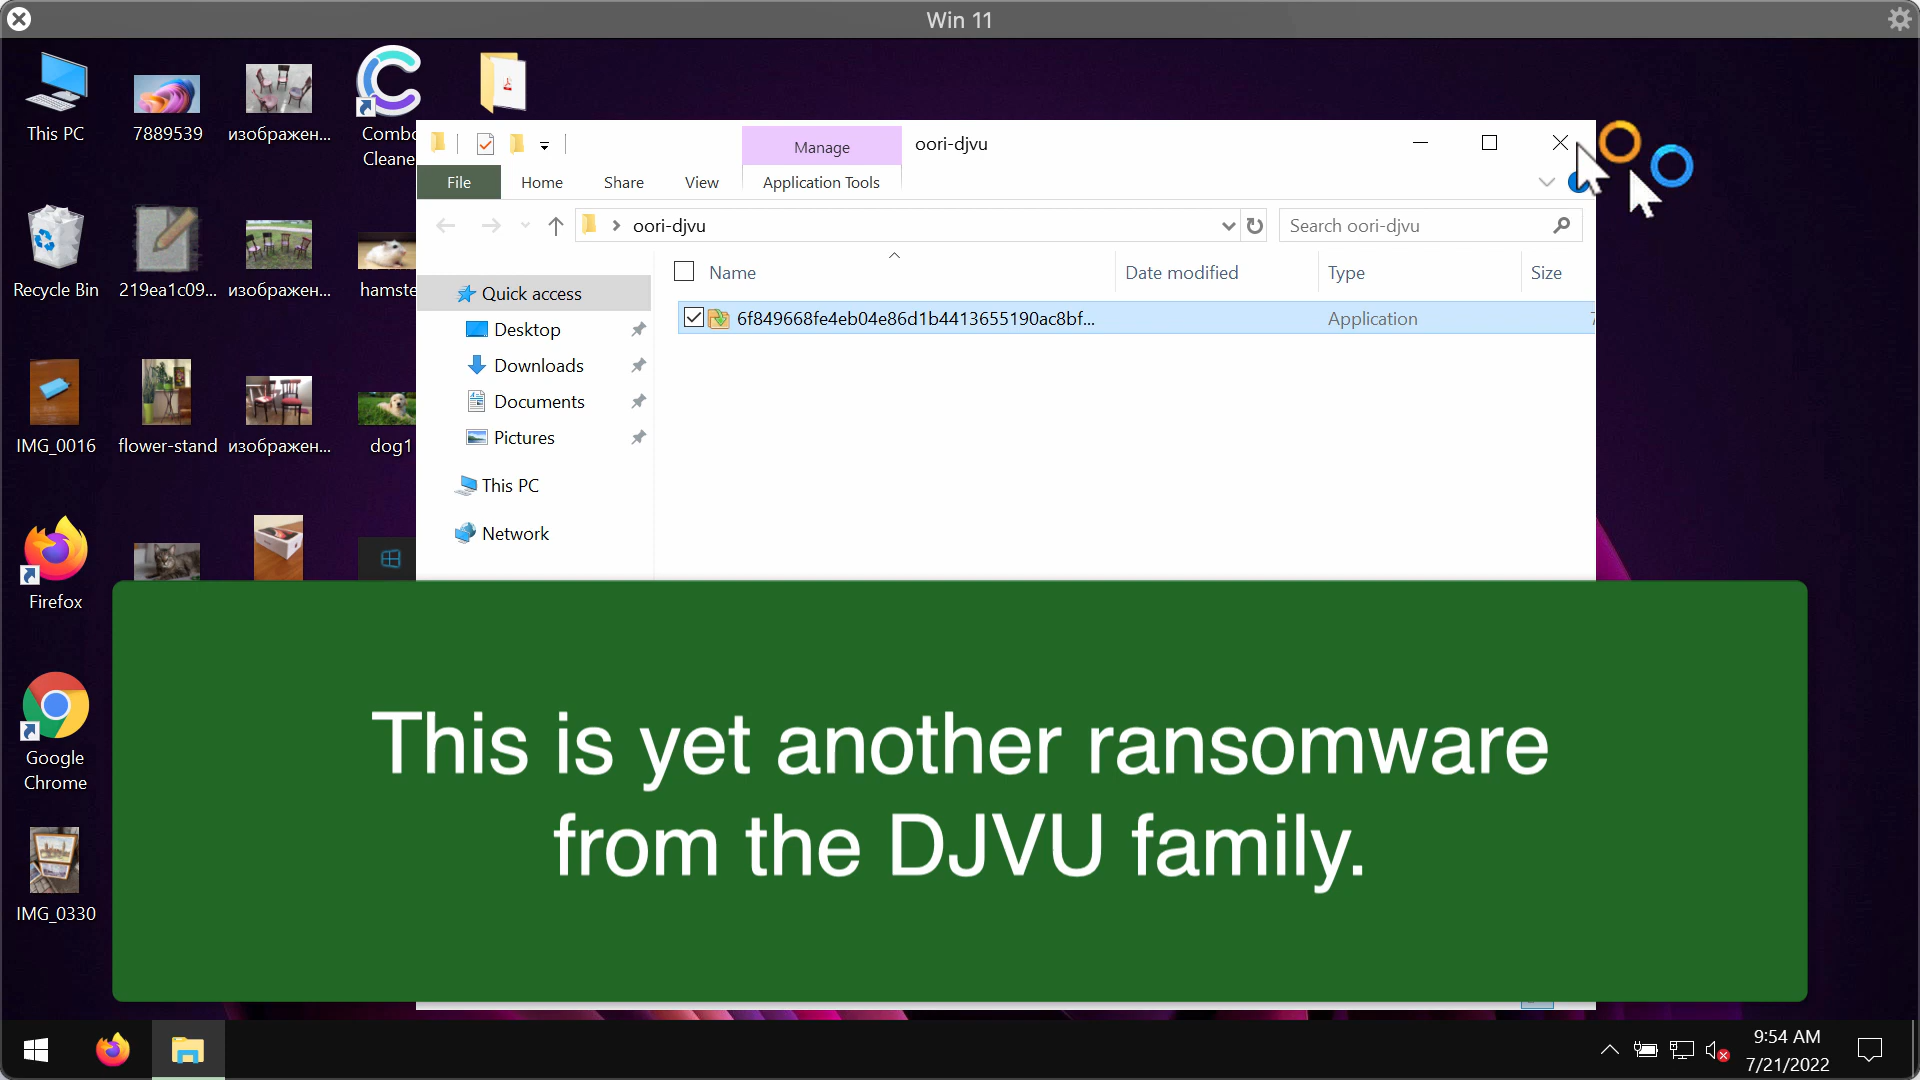 Win 11
This PC
7889539
изображен...
Combo
Cleane
Recycle Bin
219ea1c09...
изображен...
hamste
IMG_0016
flower-stand
изображен...
dog1
Firefox
Google
Chrome
IMG_0330
Manage
oori-djvu
File
Home
Share
View
Application Tools
oori-djvu
Search oori-djvu
Name
Date modified
Type
Size
6f849668fe4eb04e86d1b4413655190ac8bf...
Application
Quick access
Desktop
Downloads
Documents
Pictures
This PC
Network
This is yet another ransomware
from the DJVU family.
9:54 AM
7/21/2022